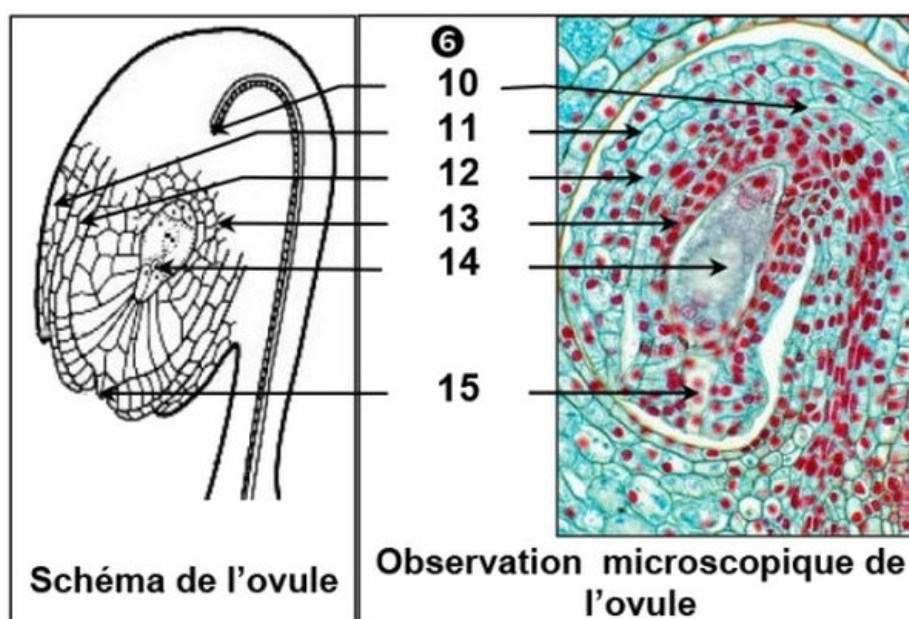 ❻
10
11
12
13
14
15
Schéma de l’ovule
Observation microscopique de
l’ovule